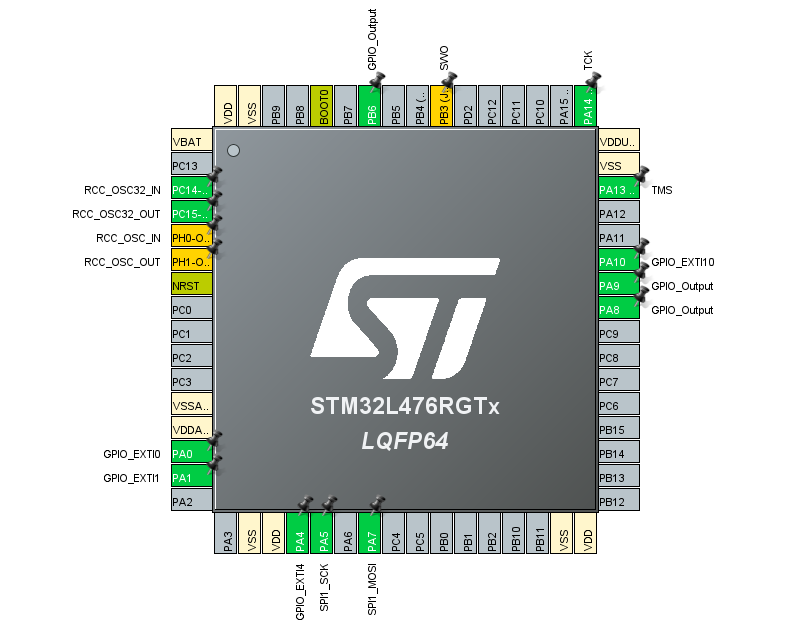 GPIO_Output
SWO
TCK
VDD
VSS
PB9
PB8
BOOT0
PB7
PB6
PB5
PB4 (..
PB3 (J..
PD2
PC12
PC11
PC10
PA15 ..
PA14 ..
VBAT
PC13
RCC_OSC32_IN PC14-..
RCC_OSC32_OUT PC15-..
RCC_OSC_IN PH0-O..
RCC_OSC_OUT PH1-O..
NRST
PC0
PC1
PC2
PC3
VSSA..
VDDA..
GPIO_EXTI0 PA0
GPIO_EXTI1 PA1
PA2
VDDU..
VSS
PA13 .. TMS
PA12
PA11
PA10 GPIO_EXTI10
PA9 GPIO_Output
PA8 GPIO_Output
PC9
PC8
PC7
PC6
PB15
PB14
PB13
PB12
ST
STM32L476RGTx
LQFP64
PA3
VSS
VDD
PA4
PA5
PA6
PA7
PC4
PC5
PB0
PB1
PB2
PB10
PB11
VSS
VDD
GPIO_EXTI4
SPI1_SCK
SPI1_MOSI